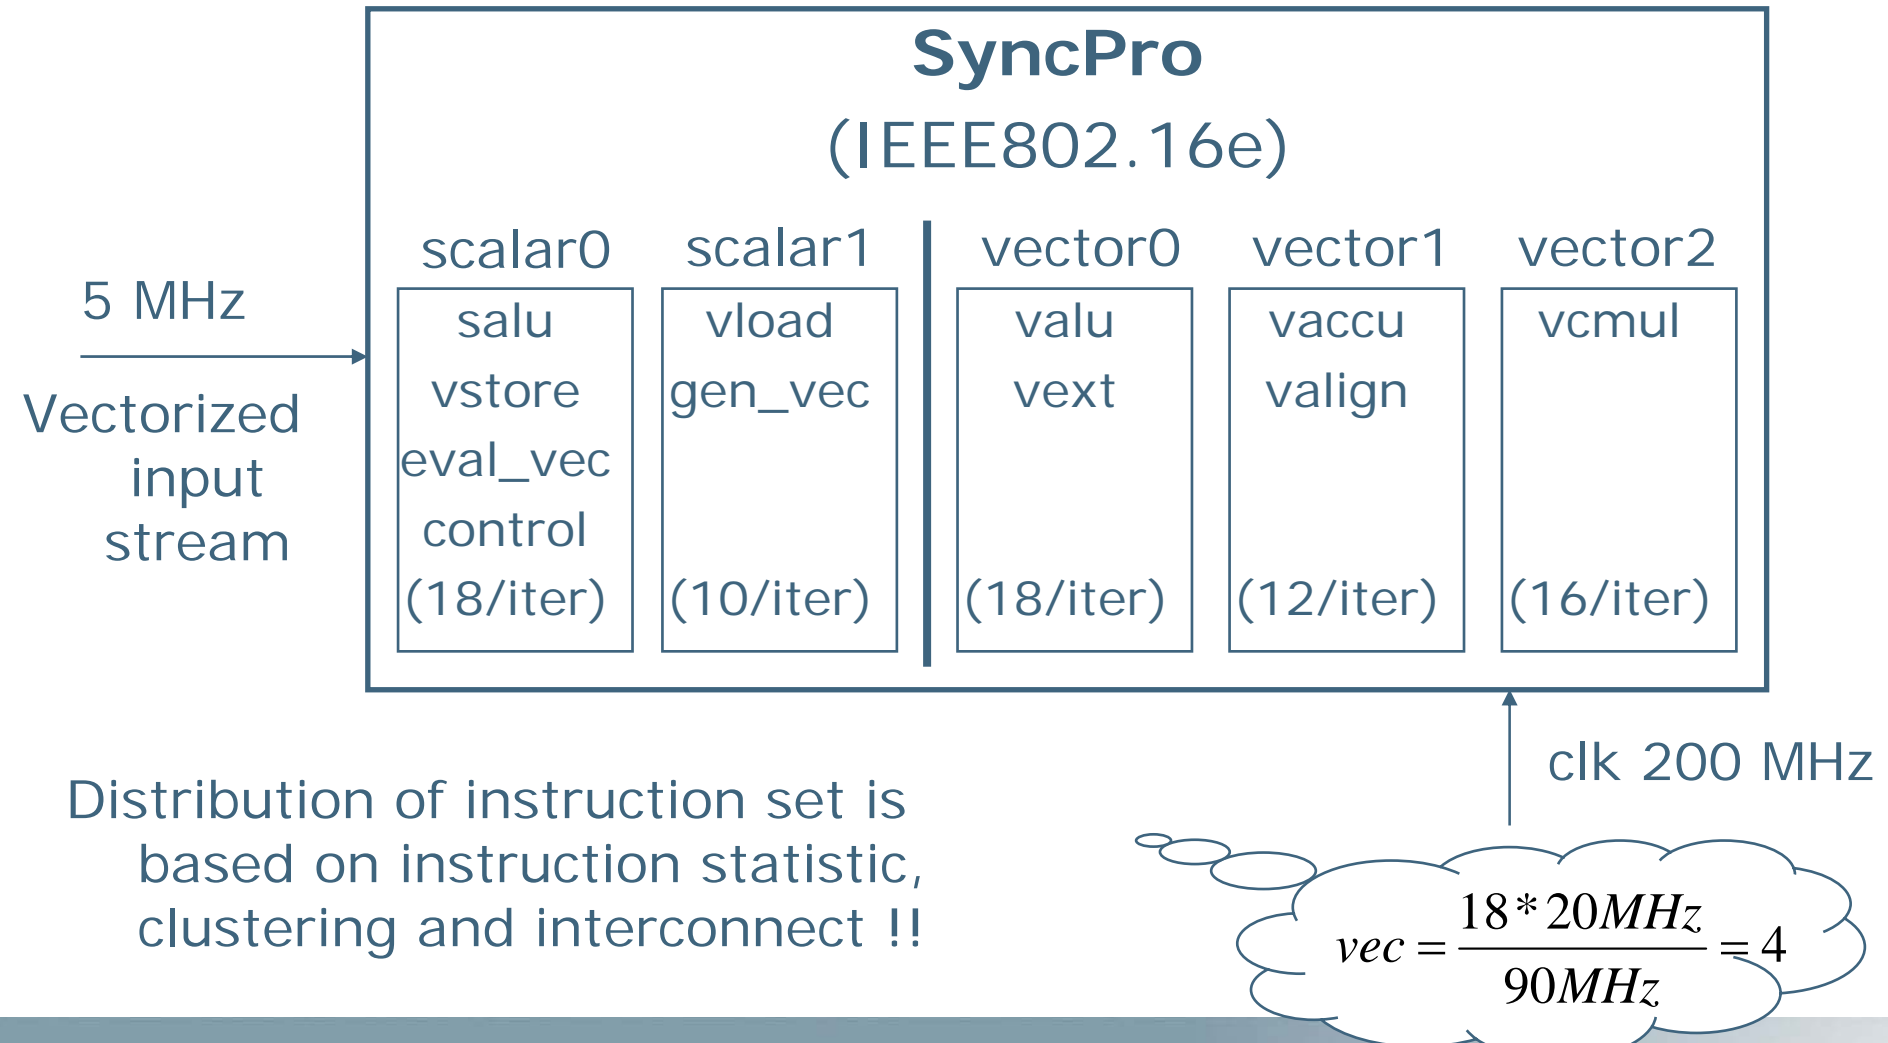 SyncPro
(IEEE802.16e)
5 MHz
Vectorized
input
stream
scalar0
salu
vstore
eval_vec
control
(18/iter)
scalar1
vload
gen_vec
(10/iter)
vector0
valu
vext
(18/iter)
vector1
vaccu
valign
(12/iter)
vector2
vcmul
(16/iter)
clk 200 MHz
Distribution of instruction set is
based on instruction statistic,
clustering and interconnect !!
vec = 18*20MHz / 90MHz = 4